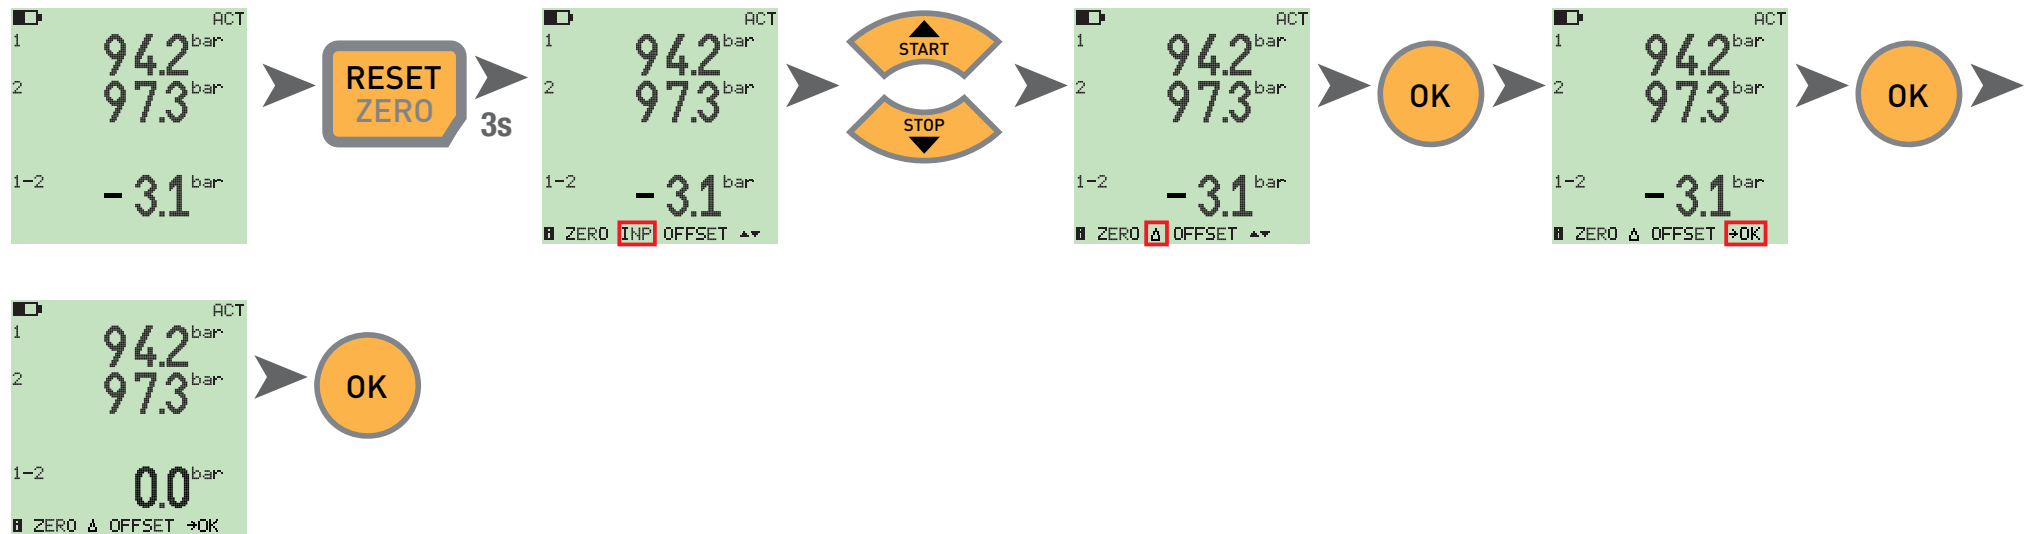 ACT
1 94.2 bar
2 97.3 bar
1-2 - 3.1 bar
RESET
ZERO
3s
ACT
1 94.2 bar
2 97.3 bar
1-2 - 3.1 bar
ZERO INP OFFSET ▲▼
START
STOP
ACT
1 94.2 bar
2 97.3 bar
1-2 - 3.1 bar
ZERO Δ OFFSET ▲▼
OK
ACT
1 94.2 bar
2 97.3 bar
1-2 - 3.1 bar
ZERO Δ OFFSET →OK
OK
ACT
1 94.2 bar
2 97.3 bar
1-2 0.0 bar
ZERO Δ OFFSET →OK
OK